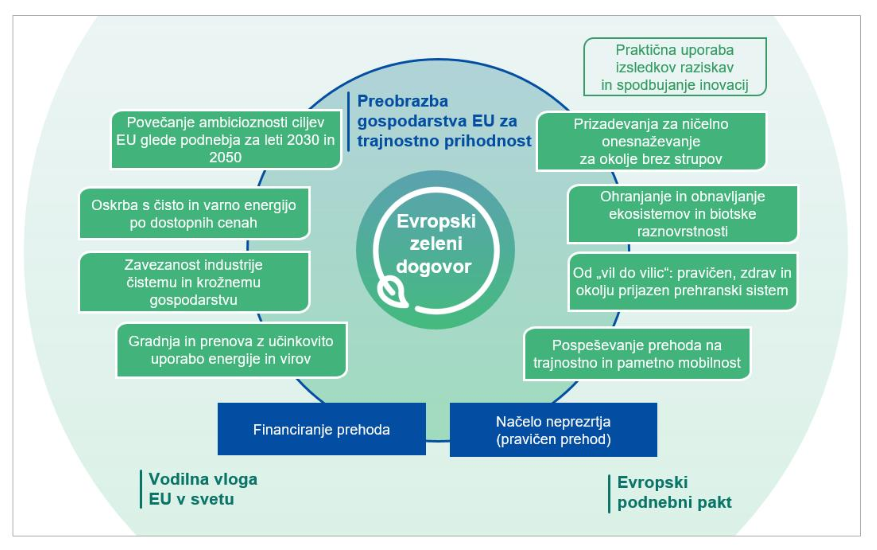 Praktična uporaba
izsledkov raziskav
in spodbujanje inovacij
Preobrazba
gospodarstva EU za
trajnostno prihodnost
Povečanje ambicioznosti ciljev
EU glede podnebja za leti 2030 in
2050
Prizadevanja za ničelno
onesnaževanje
za okolje brez strupov
Oskrba s čisto in varno energijo
po dostopnih cenah
Ohranjanje in obnavljanje
ekosistemov in biotske
raznovrstnosti
Evropski
zeleni
dogovor
Zavezanost industrije
čistemu in krožnemu
gospodarstvu
Od „vil do vilic“: pravičen, zdrav in
okolju prijazen prehranski sistem
Gradnja in prenova z učinkovito
uporabo energije in virov
Pospeševanje prehoda na
trajnostno in pametno mobilnost
Financiranje prehoda
Načelo neprezrtja
(pravičen prehod)
Vodilna vloga
EU v svetu
Evropski
podnebni pakt